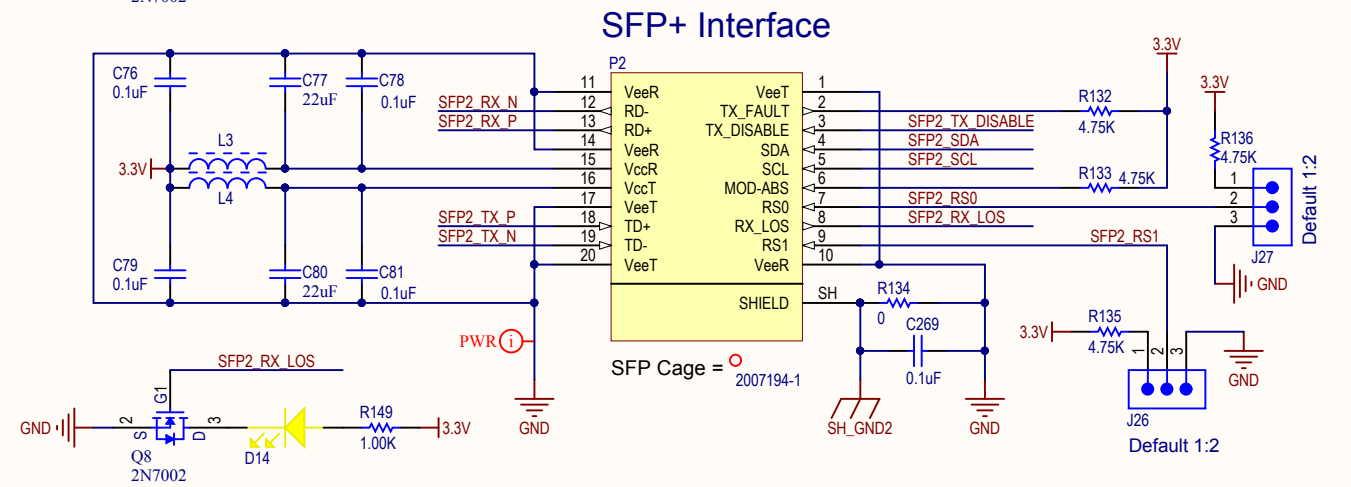 2N7002
SFP+ Interface
P2
C76
0.1uF
C77
22uF
C78
0.1uF
L3
3.3V
L4
C79
0.1uF
C80
22uF
C81
0.1uF
SFP2_RX_N
SFP2_RX_P
SFP2_TX_P
SFP2_TX_N
11 VeeR
12 RD-
13 RD+
14 VeeR
15 VccR
16 VccT
17 VeeT
18 TD+
19 TD-
20 VeeT
VeeT 1
TX_FAULT 2
TX_DISABLE 3
SDA 4
SCL 5
MOD-ABS 6
RS0 7
RX_LOS 8
RS1 9
VeeR 10
SHIELD SH
SFP2_TX_DISABLE
SFP2_SDA
SFP2_SCL
SFP2_RS0
SFP2_RX_LOS
SFP2_RS1
3.3V
R132
4.75K
R133 4.75K
3.3V
R136
4.75K
1
2
3
J27
Default 1:2
GND
R134
0
C269
0.1uF
SH_GND2
GND
3.3V
R135
4.75K
1
2
3
GND
J26
Default 1:2
PWR i
GND
SFP Cage =
2007194-1
SFP2_RX_LOS
GND
2
S
G1
D
3
Q8
2N7002
D14
R149
1.00K
3.3V